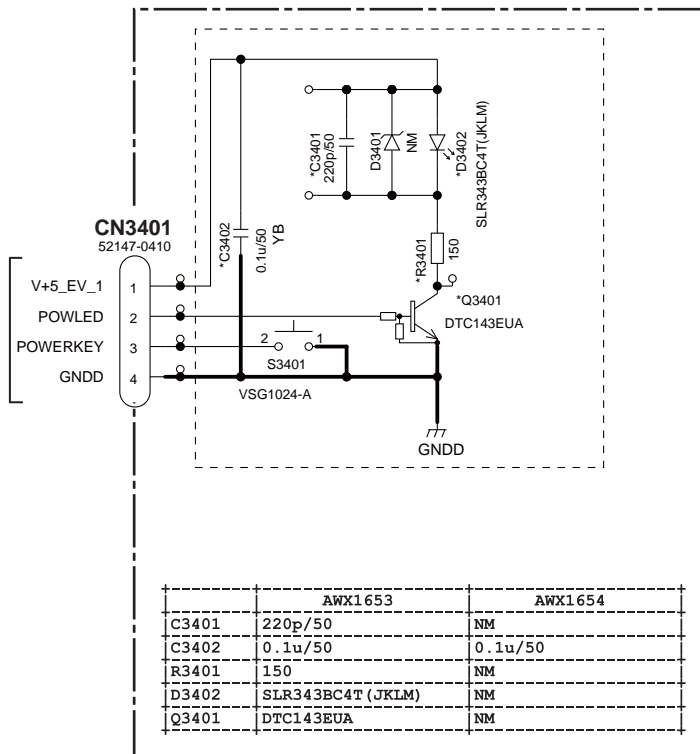 *C3401
220p/50
D3401
NM
*D3402
SLR343BC4T(JKLM)
CN3401
52147-0410
*C3402
0.1u/50
YB
*R3401
150
V+5_EV_1
1
*Q3401
DTC143EUA
POWLED
2
POWERKEY
3
2
1
S3401
GNDD
4
VSG1024-A
-
GNDD
AWX1653 AWX1654
C3401 220p/50 NM
C3402 0.1u/50 0.1u/50
R3401 150 NM
D3402 SLR343BC4T(JKLM) NM
Q3401 DTC143EUA NM